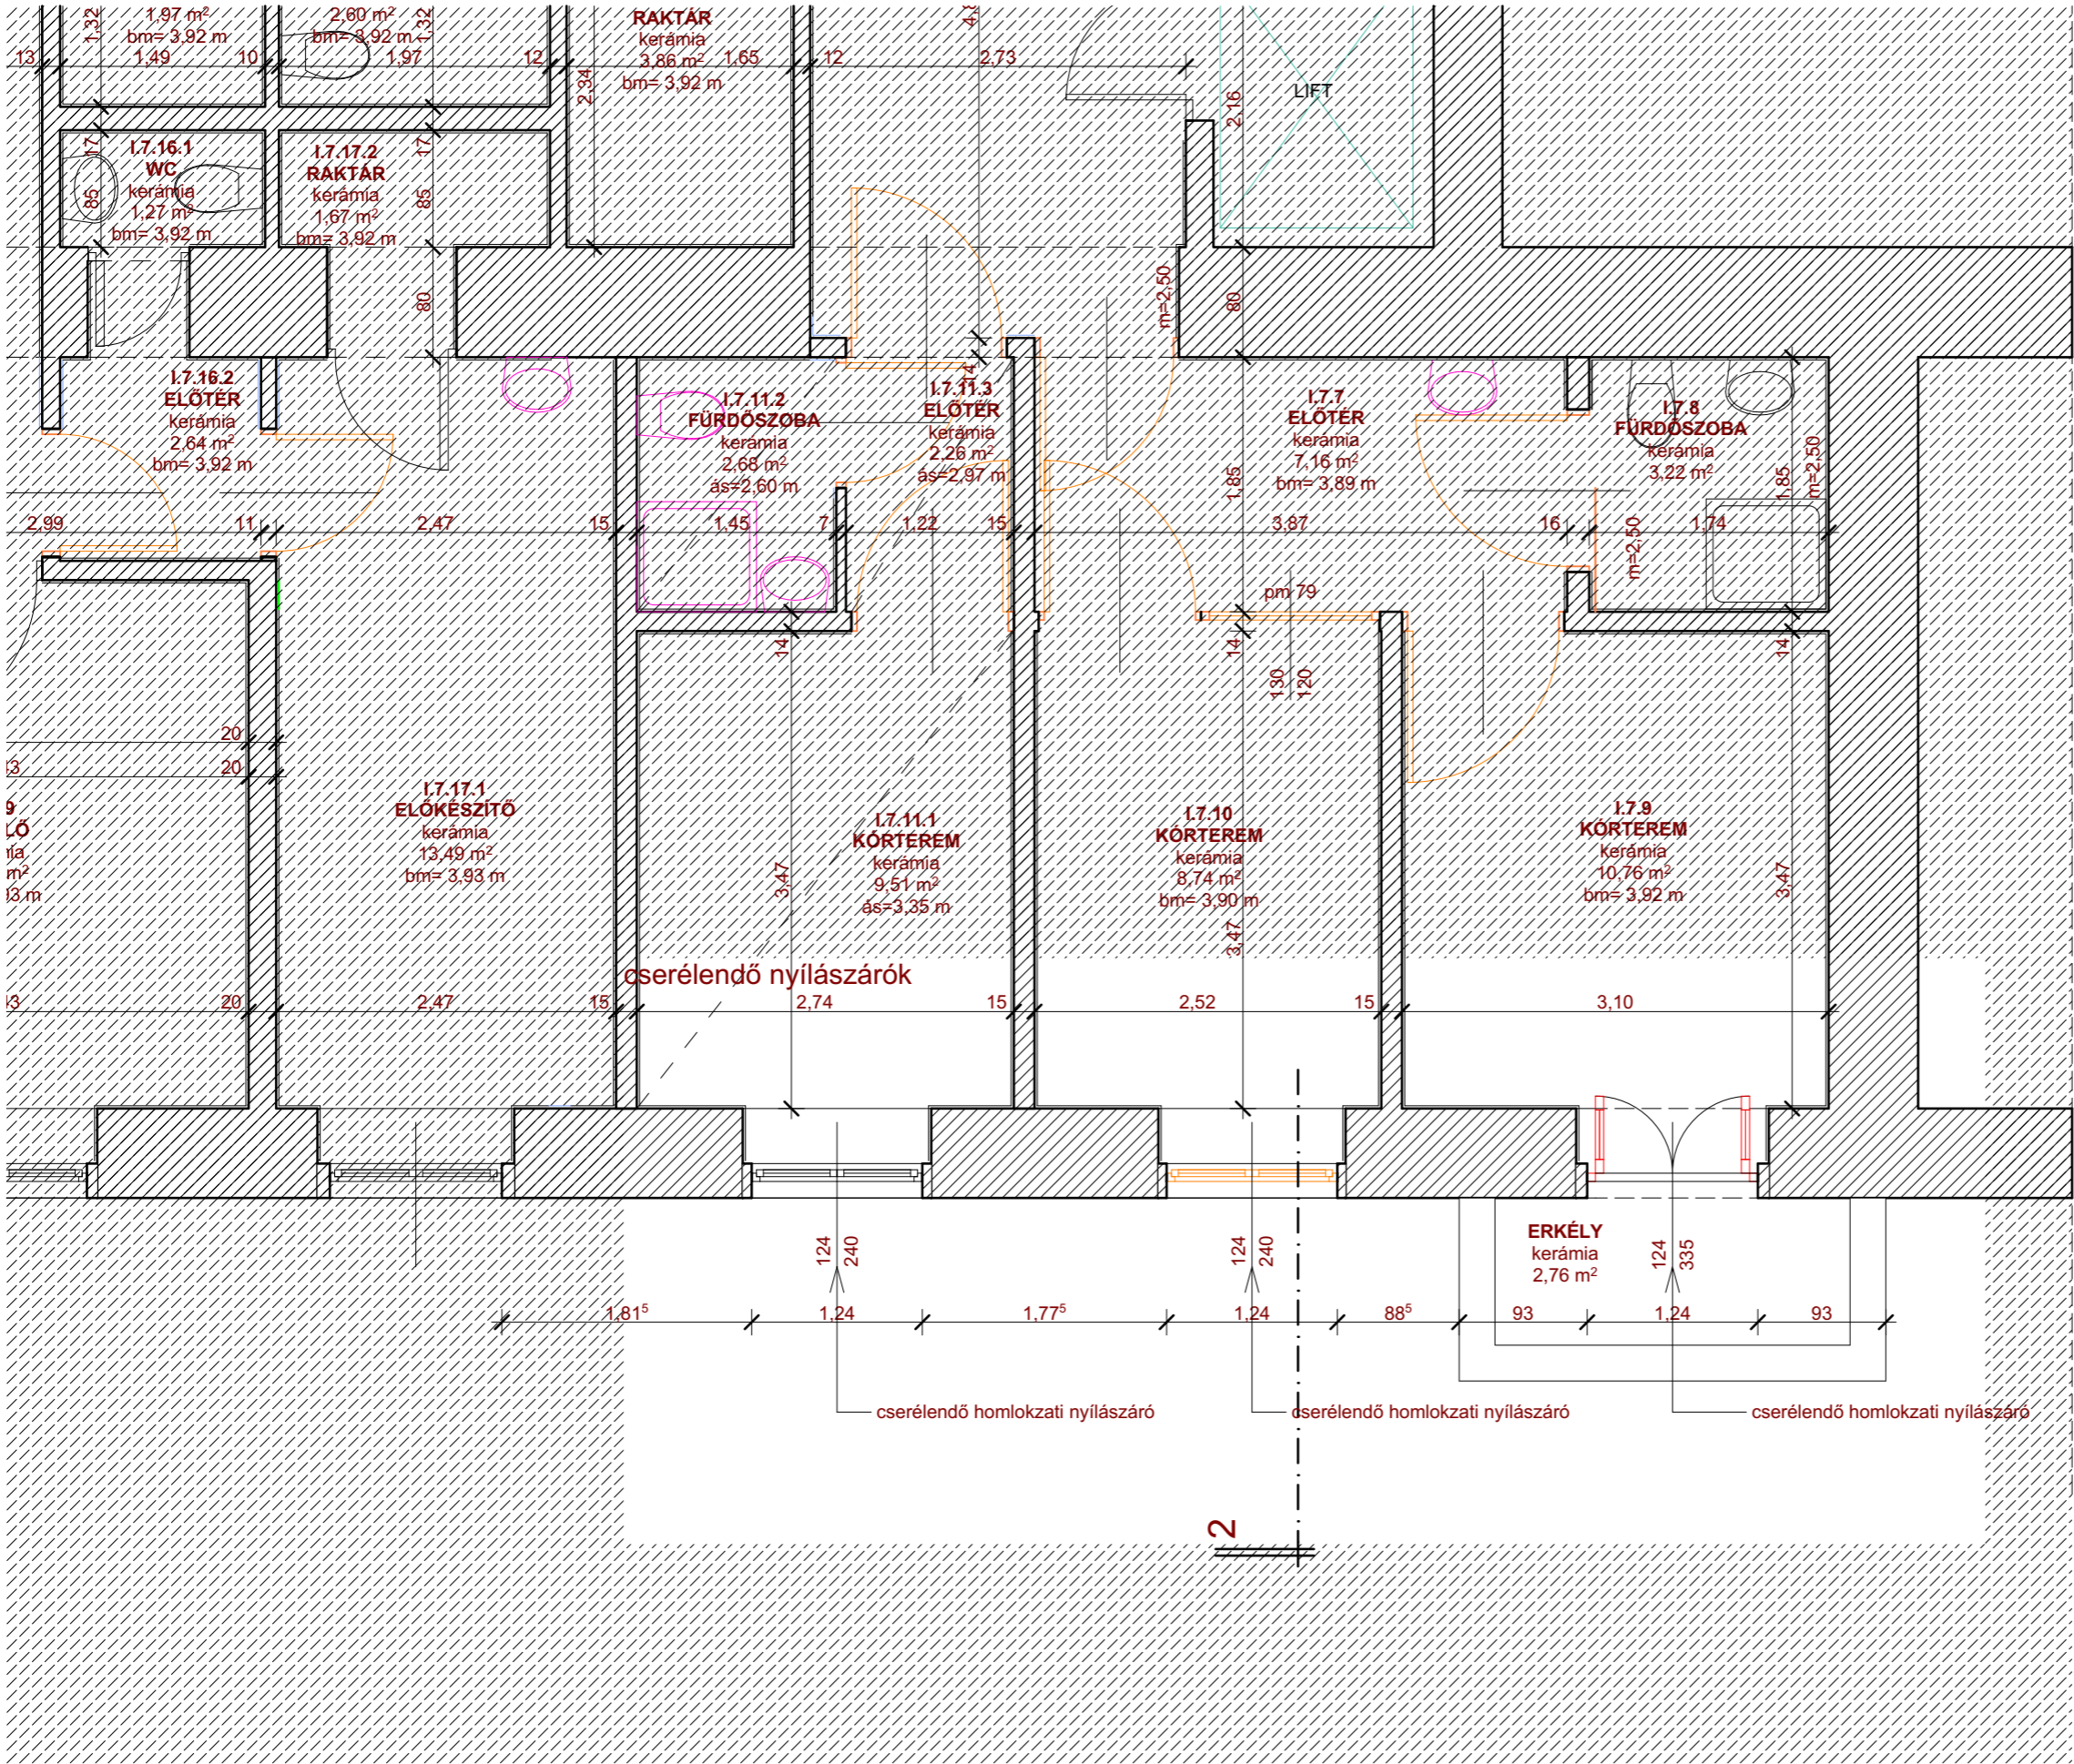 1,32
1,97 m²
bm= 3,92 m
2,60 m²
bm= 3,92 m
1,32
RAKTÁR
kerámia
3,86 m²
bm= 3,92 m
13
1,49
10
1,97
12
2,34
1,65
12
2,73
2,16
LIFT
17
I.7.16.1
WC
kerámia
1,27 m²
bm= 3,92 m
85
I.7.17.2
RAKTÁR
kerámia
1,67 m²
bm= 3,92 m
17
85
80
m=2,50
80
I.7.16.2
ELŐTÉR
kerámia
2,64 m²
bm= 3,92 m
I.7.11.2
FÜRDŐSZOBA
kerámia
2,68 m²
ás=2,60 m
14
I.7.11.3
ELŐTÉR
kerámia
2,26 m²
ás=2,97 m
I.7.7
ELŐTÉR
kerámia
7,16 m²
bm= 3,89 m
1,85
I.7.8
FÜRDŐSZOBA
kerámia
3,22 m²
1,85
m=2,50
2,99
11
2,47
15
1,45
7
1,22
15
3,87
16
m=2,50
1,74
pm 79
14
14
14
130
120
20
43
20
I.7.17.1
ELŐKÉSZÍTŐ
kerámia
13,49 m²
bm= 3,93 m
I.7.11.1
KÓRTEREM
kerámia
9,51 m²
ás=3,35 m
3,47
I.7.10
KÓRTEREM
kerámia
8,74 m²
bm= 3,90 m
3,47
I.7.9
KÓRTEREM
kerámia
10,76 m²
bm= 3,92 m
3,47
9
LŐ
m²
cserélendő nyílászárók
20
2,47
15
2,74
15
2,52
15
3,10
124
240
124
240
ERKÉLY
kerámia
2,76 m²
124
335
1,81⁵
1,24
1,77⁵
1,24
88⁵
93
1,24
93
cserélendő homlokzati nyílászáró
cserélendő homlokzati nyílászáró
cserélendő homlokzati nyílászáró
2